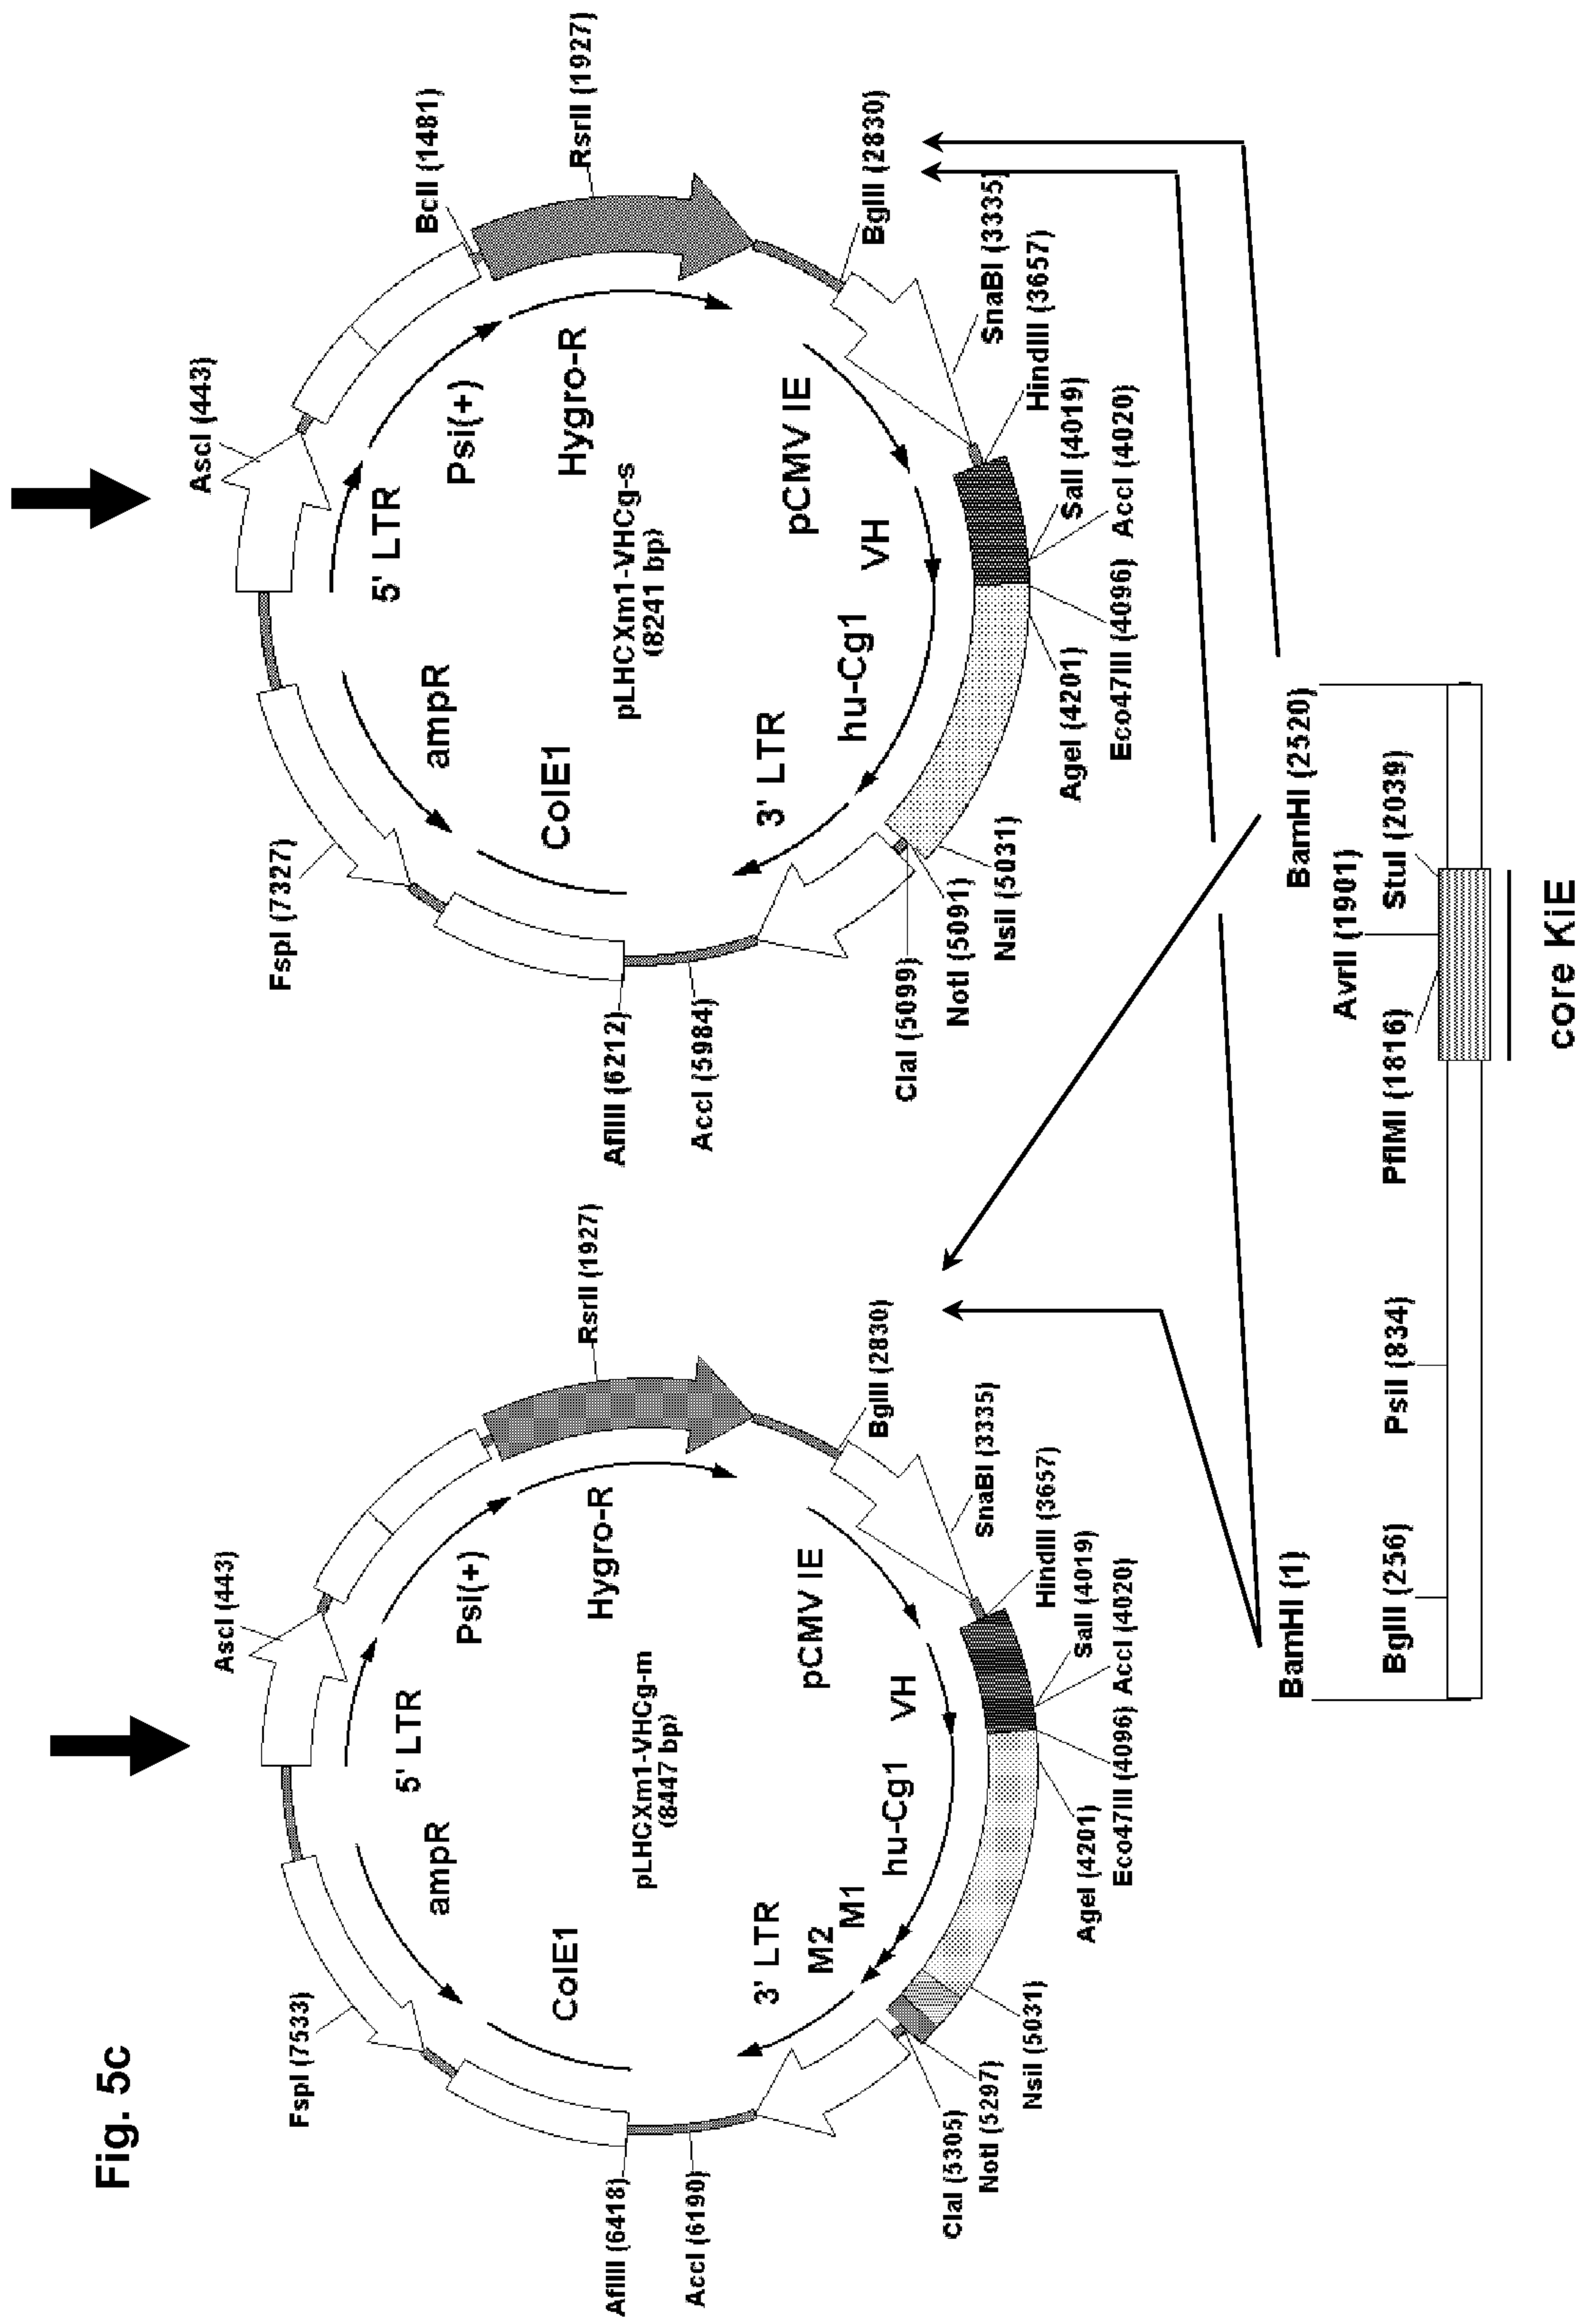 Fig. 5c
AscI (443)
RsrII (1927)
BglII (2830)
SnaBI (3335)
HindIII (3657)
SalI (4019)
AccI (4020)
Eco47III (4096)
AgeI (4201)
NsiI (5031)
NotI (5297)
ClaI (5305)
AccI (6190)
AflIII (6418)
FspI (7533)
5' LTR
Psi(+)
Hygro-R
pCMV IE
VH
hu-Cg1
M1
M2
3' LTR
ColE1
ampR
pLHCXm1-VHCg-m
(8447 bp)
AscI (443)
BclI (1481)
RsrII (1927)
BglII (2830)
SnaBI (3335)
HindIII (3657)
SalI (4019)
AccI (4020)
Eco47III (4096)
AgeI (4201)
NsiI (5031)
NotI (5091)
ClaI (5099)
AccI (5984)
AflIII (6212)
FspI (7327)
5' LTR
Psi(+)
Hygro-R
pCMV IE
VH
hu-Cg1
3' LTR
ColE1
ampR
pLHCXm1-VHCg-s
(8241 bp)
BamHI (1)
BglII (256)
PsiI (834)
PflMI (1816)
AvrII (1901)
StuI (2039)
BamHI (2520)
core KiE